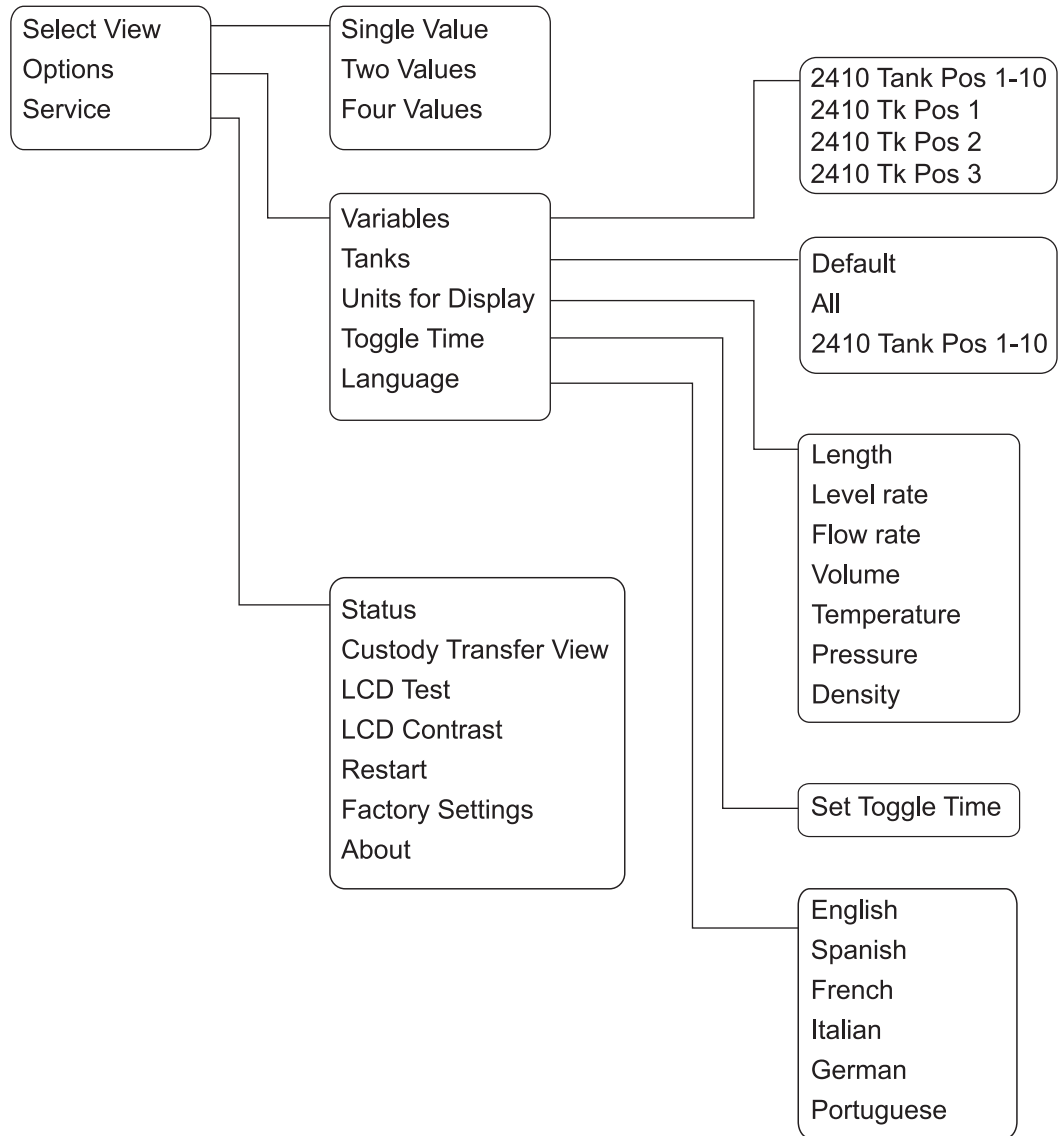 Select View
Options
Service
Single Value
Two Values
Four Values
2410 Tank Pos 1-10
2410 Tk Pos 1
2410 Tk Pos 2
2410 Tk Pos 3
Variables
Tanks
Units for Display
Toggle Time
Language
Default
All
2410 Tank Pos 1-10
Length
Level rate
Flow rate
Volume
Temperature
Pressure
Density
Status
Custody Transfer View
LCD Test
LCD Contrast
Restart
Factory Settings
About
Set Toggle Time
English
Spanish
French
Italian
German
Portuguese